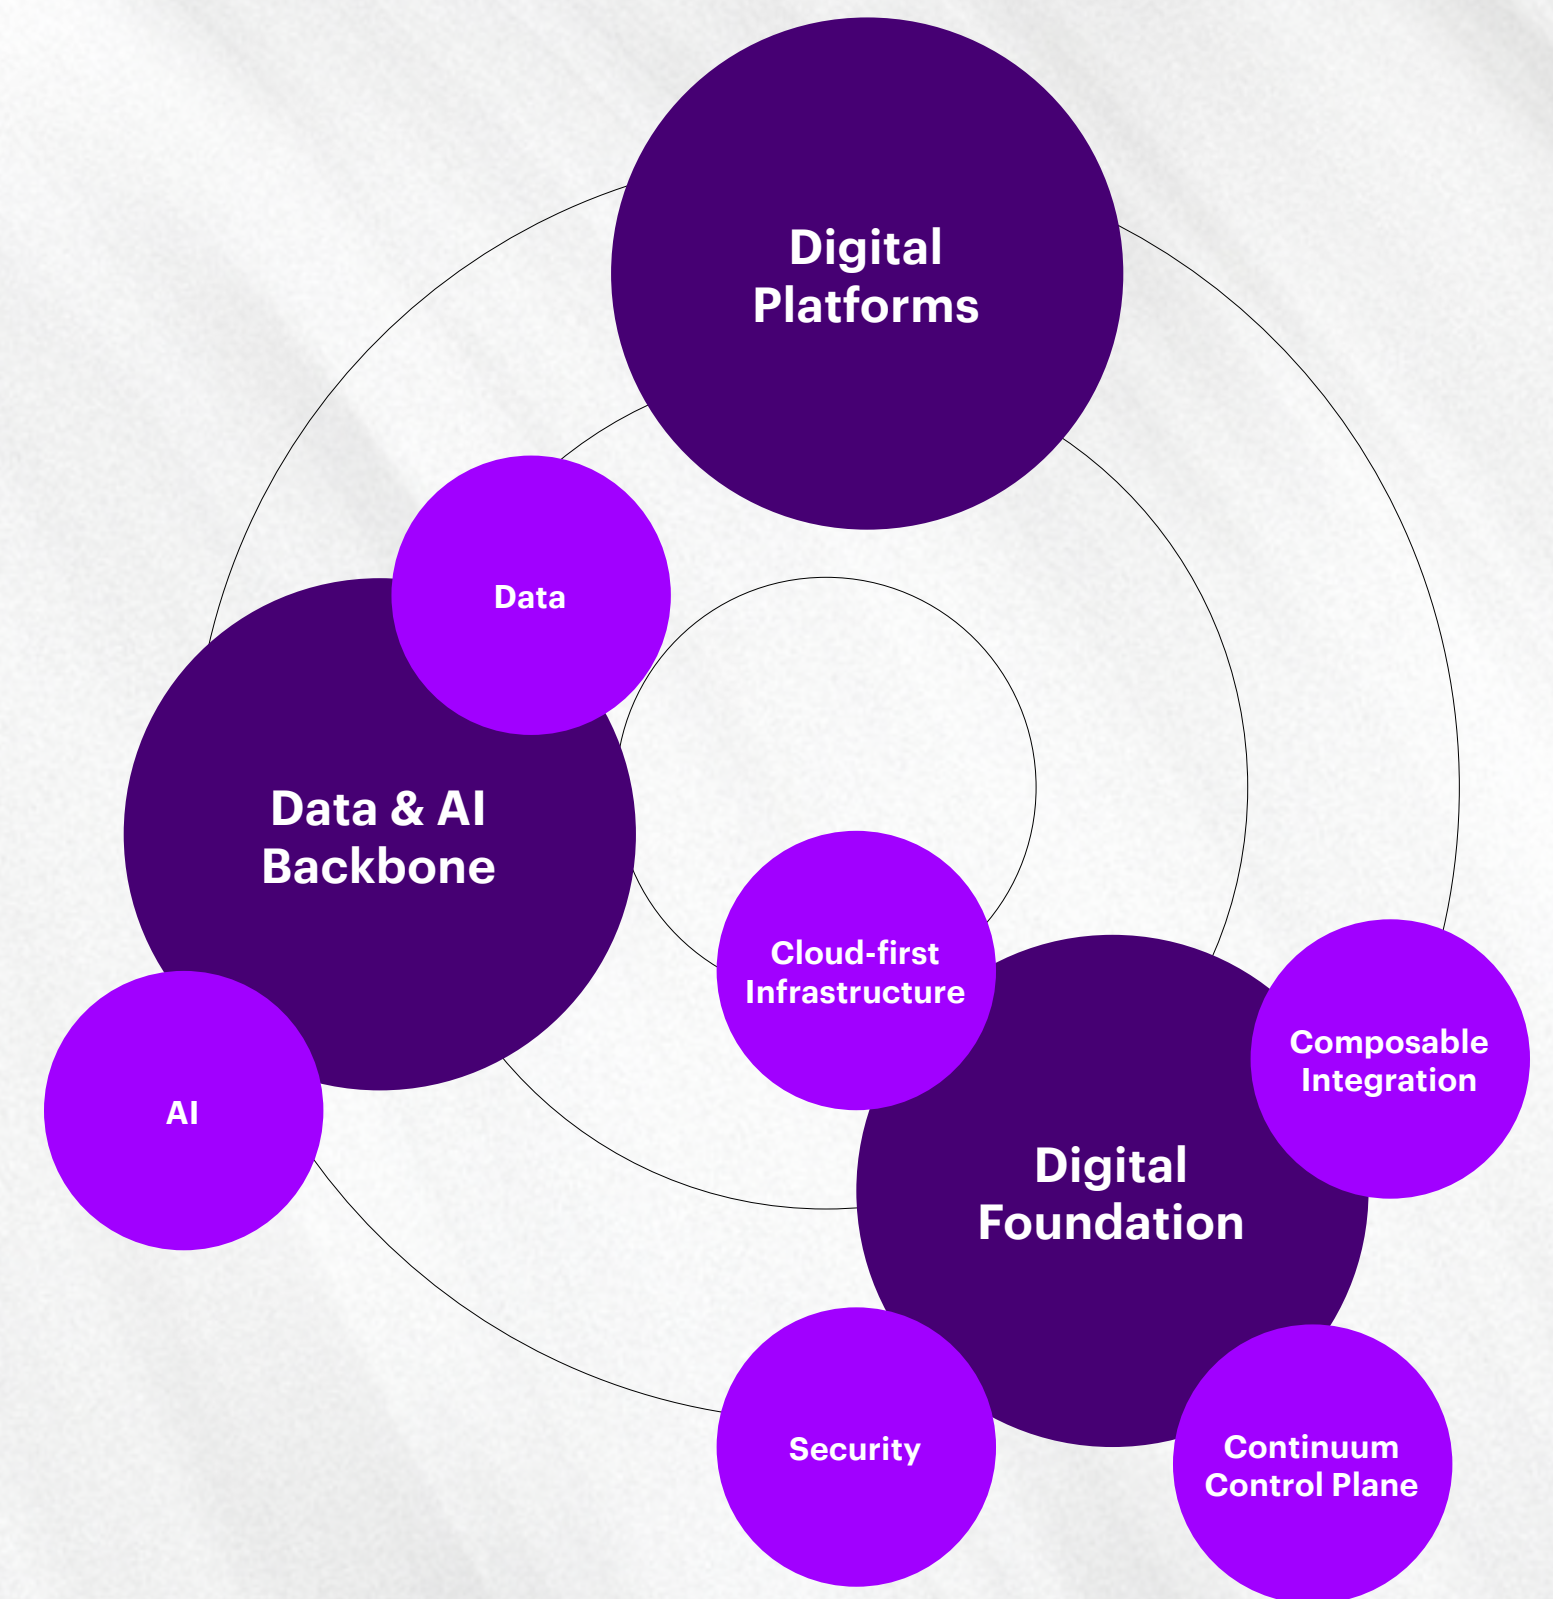 Digital
Platforms
Data
Data & AI
Backbone
AI
Cloud-first
Infrastructure
Composable
Integration
Digital
Foundation
Security
Continuum
Control Plane